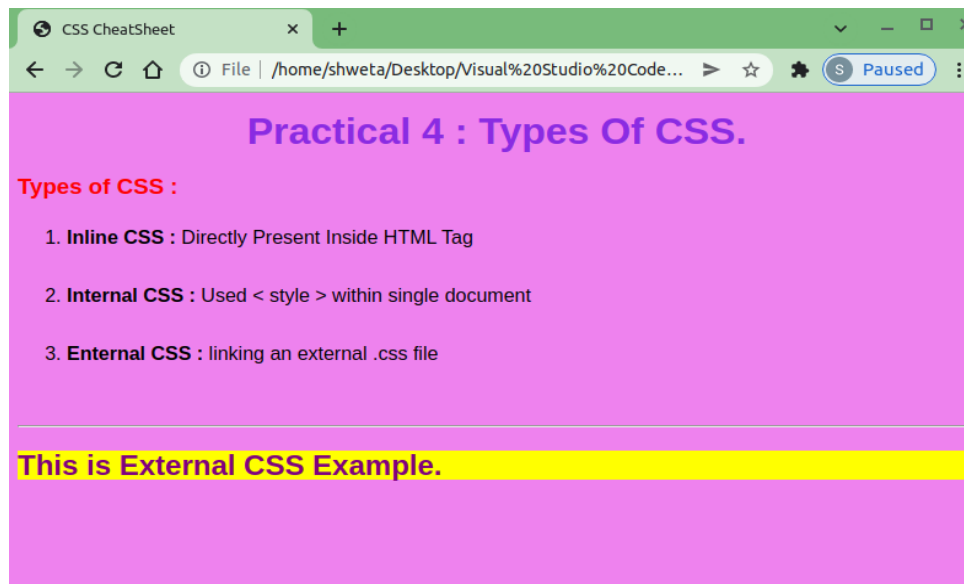 CSS CheatSheet
File | /home/shweta/Desktop/Visual%20Studio%20Code...
S Paused
Practical 4 : Types Of CSS.
Types of CSS :
1. Inline CSS : Directly Present Inside HTML Tag
2. Internal CSS : Used < style > within single document
3. Enternal CSS : linking an external .css file
This is External CSS Example.